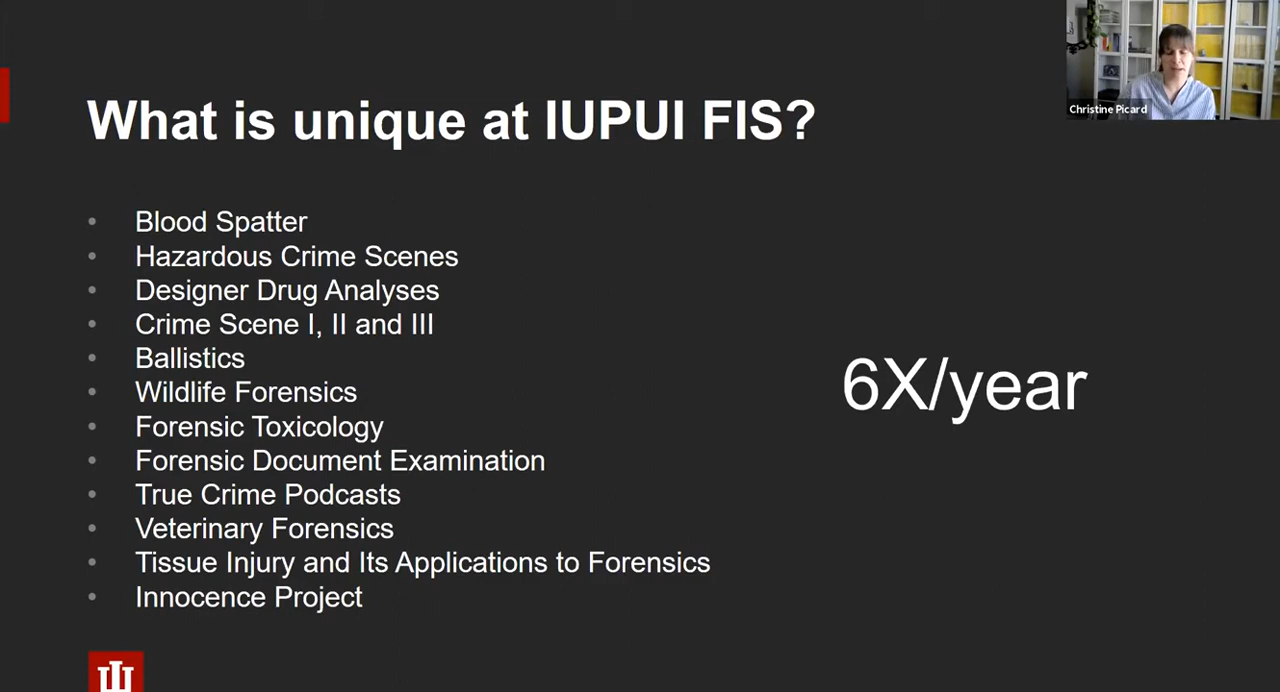 What is unique at IUPUI FIS?
Christine Picard
• Blood Spatter
• Hazardous Crime Scenes
• Designer Drug Analyses
• Crime Scene I, II and III
• Ballistics
• Wildlife Forensics
• Forensic Toxicology
• Forensic Document Examination
• True Crime Podcasts
• Veterinary Forensics
• Tissue Injury and Its Applications to Forensics
• Innocence Project
6X/year